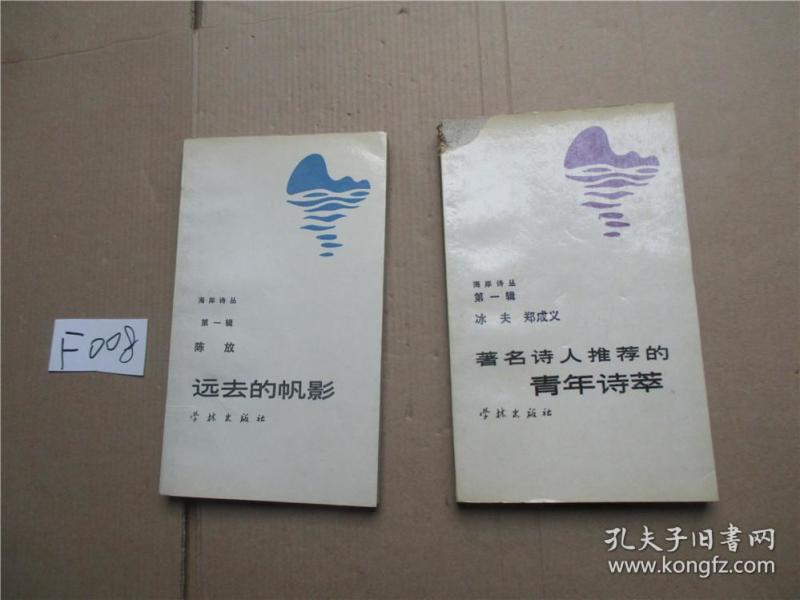 F008
海岸诗丛
第一辑
陈 放
远去的帆影
学林出版社
海岸诗丛
第一辑
冰 夫 郑成义
著名诗人推荐的
青年诗萃
学林出版社
孔夫子旧书网
www.kongfz.com